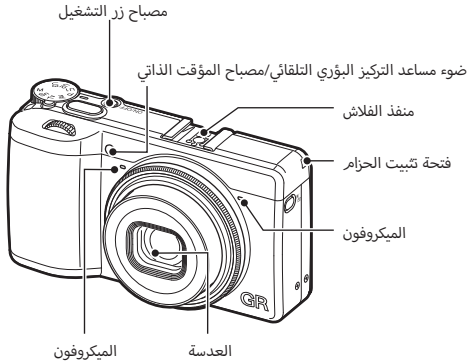 مصباح زر التشغيل
ضوء مساعد التركيز البؤري التلقائي/مصباح المؤقت الذاتي
منفذ الفلاش
فتحة تثبيت الحزام
الميكروفون
GR
العدسة
الميكروفون